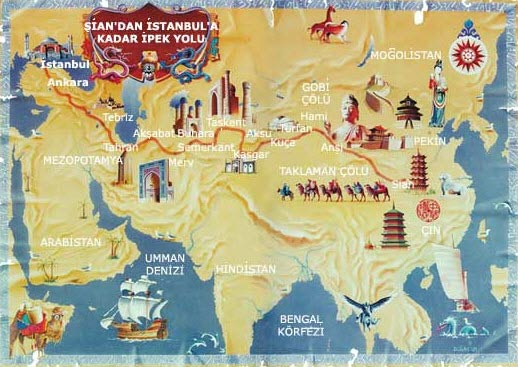 SİAN'DAN İSTANBUL'A
KADAR İPEK YOLU
MOĞOLİSTAN
İstanbul
Ankara
GOBİ
ÇÖLÜ
Tebriz
Taşkent
Hami
Aşkabat
Buhara
Aksu
Turfan
Kuça
PEKİN
Tahran
Semerkant
Ansi
MEZOPOTAMYA
Merv
Kaşgar
TAKLAMAN ÇÖLÜ
Sian
ÇİN
ARABİSTAN
UMMAN
DENİZİ
HİNDİSTAN
BENGAL
KÖRFEZİ